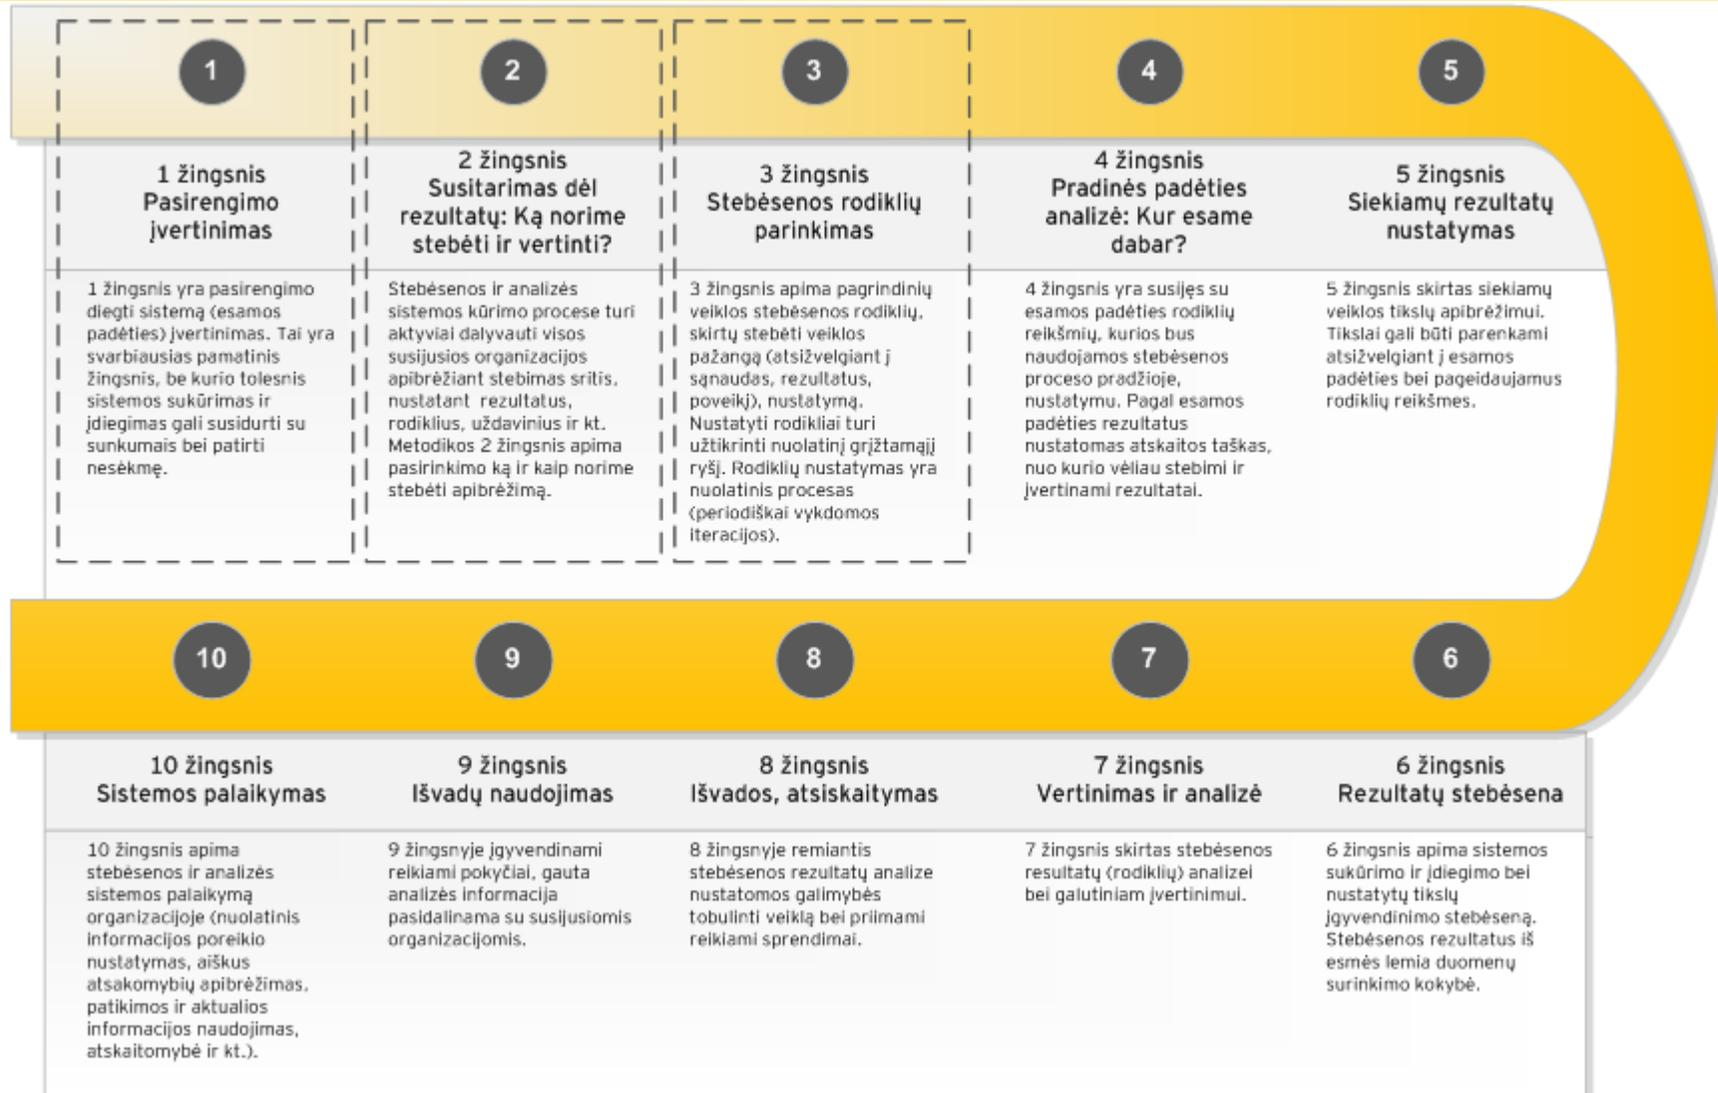 1
2
3
4
5
1 žingsnis
Pasirengimo
įvertinimas
2 žingsnis
Susitarimas dėl
rezultatų: Ką norime
stebėti ir vertinti?
3 žingsnis
Stebėsenos rodiklių
parinkimas
4 žingsnis
Pradinės padėties
analizė: Kur esame
dabar?
5 žingsnis
Siekiamų rezultatų
nustatymas
1 žingsnis yra pasirengimo
diegti sistemą (esamos
padėties) įvertinimas. Tai yra
svarbiausias pamatinis
žingsnis, be kurio tolesnis
sistemos sukūrimas ir
įdiegimas gali susidurti su
sunkumais bei patirti
nesėkmę.
Stebėsenos ir analizės
sistemos kūrimo procese turi
aktyviai dalyvauti visos
susijusios organizacijos
apibrėžiant stebimas sritis,
nustatant rezultatus,
rodiklius, uždavinius ir kt.
Metodikos 2 žingsnis apima
pasirinkimo ką ir kaip norime
stebėti apibrėžimą.
3 žingsnis apima pagrindinių
veiklos stebėsenos rodiklių,
skirtų stebėti veiklos
pažangą (atsižvelgiant į
sąnaudas, rezultatus,
poveikį), nustatymą.
Nustatyti rodikliai turi
užtikrinti nuolatinį grįžtamąjį
ryšį. Rodiklių nustatymas yra
nuolatinis procesas
(periodiškai vykdomos
iteracijos).
4 žingsnis yra susijęs su
esamos padėties rodiklių
reikšmių, kurios bus
naudojamos stebėsenos
proceso pradžioje,
nustatymu. Pagal esamos
padėties rezultatus
nustatomas atskaitos taškas,
nuo kurio vėliau stebimi ir
įvertinami rezultatai.
5 žingsnis skirtas siekiamų
veiklos tikslų apibrėžimui.
Tikslai gali būti parenkami
atsižvelgiant į esamos
padėties bei pageidaujamus
rodiklių reikšmes.
10
9
8
7
6
10 žingsnis
Sistemos palaikymas
9 žingsnis
Išvadų naudojimas
8 žingsnis
Išvados, atsiskaitymas
7 žingsnis
Vertinimas ir analizė
6 žingsnis
Rezultatų stebėsena
10 žingsnis apima
stebėsenos ir analizės
sistemos palaikymą
organizacijoje (nuolatinis
informacijos poreikio
nustatymas, aiškus
atsakomybių apibrėžimas,
patikimos ir aktualios
informacijos naudojimas,
atskaitomybė ir kt.).
9 žingsnyje įgyvendinami
reikiami pokyčiai, gauta
analizės informacija
pasidalinama su susijusiomis
organizacijomis.
8 žingsnyje remiantis
stebėsenos rezultatų analize
nustatomos galimybės
tobulinti veiklą bei priimami
reikiami sprendimai.
7 žingsnis skirtas stebėsenos
resultatų (rodiklių) analizei
bei galutiniam įvertinimui.
6 žingsnis apima sistemos
sukūrimo ir įdiegimo bei
nustatytų tikslų
įgyvendinimo stebėseną.
Stebėsenos rezultatus iš
esmės lemia duomenų
surinkimo kokybė.